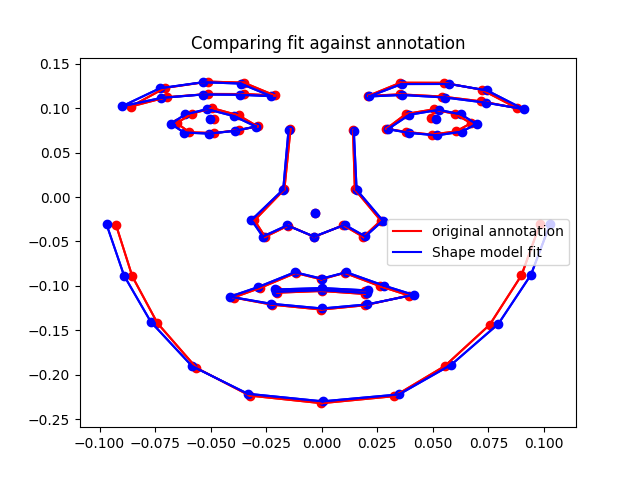 Comparing fit against annotation
0.15
0.10
0.05
0.00
−0.05
−0.10
−0.15
−0.20
−0.25
original annotation
Shape model fit
−0.100 −0.075 −0.050 −0.025 0.000 0.025 0.050 0.075 0.100